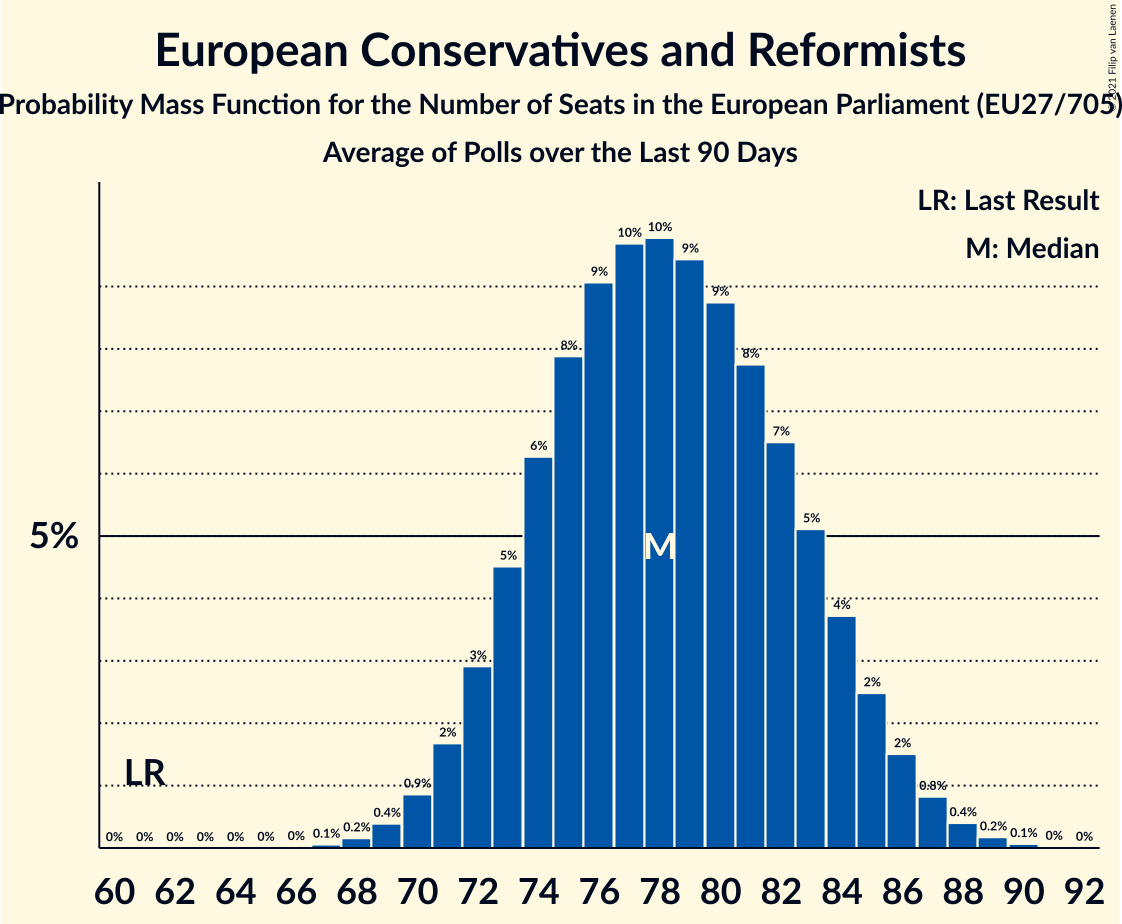 European Conservatives and Reformists
© 2021 Filip van Laenen
Probability Mass Function for the Number of Seats in the European Parliament (EU27/705)
Average of Polls over the Last 90 Days
LR: Last Result
M: Median
5%
0% 0% 0% 0% 0% 0% 0% 0.1% 0.2% 0.4% 0.9% 2% 3% 5% 6% 8% 9% 10% 10% 9% 9% 8% 7% 5% 4% 2% 2% 0.8% 0.4% 0.2% 0.1% 0% 0%
M
LR
60 62 64 66 68 70 72 74 76 78 80 82 84 86 88 90 92